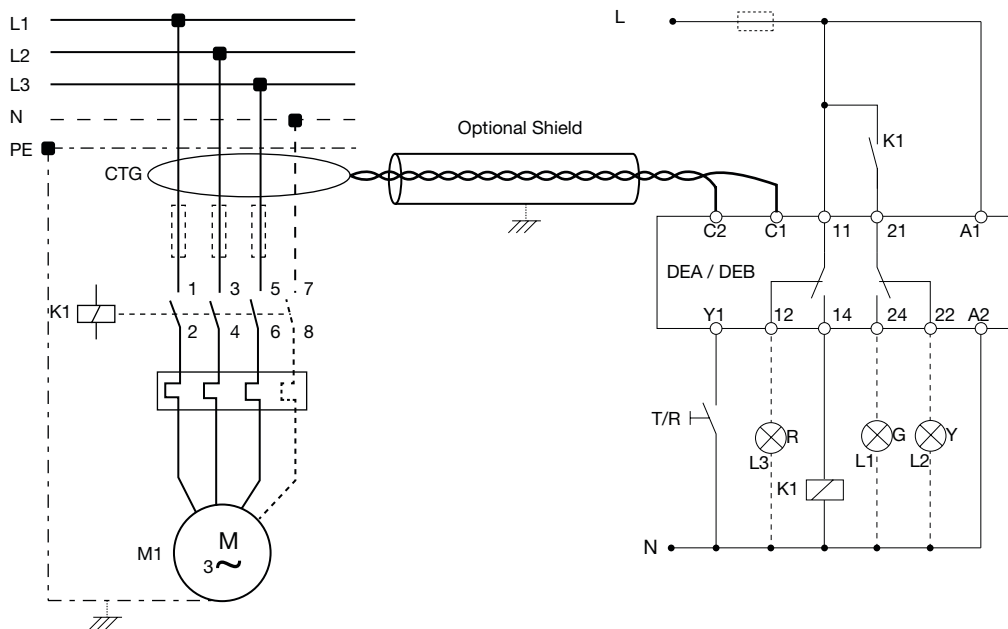 L1
L2
L3
N
PE
CTG
Optional Shield
1 3 5 7
K1
2 4 6 8
M1
M
3 ~
L
K1
C2 C1 11 21 A1
DEA / DEB
Y1 12 14 24 22 A2
T/R
R
G
Y
L3
L1
L2
K1
N